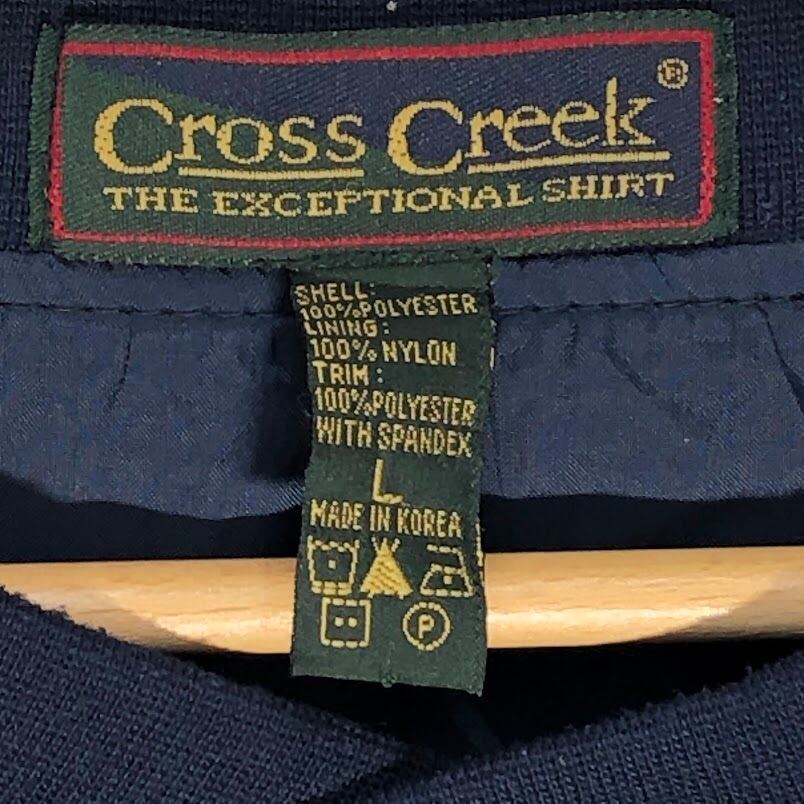 Cross Creek®
THE EXCEPTIONAL SHIRT
SHELL:
100%POLYESTER
LINING:
100% NYLON
TRIM:
100%POLYESTER
WITH SPANDEX
L
MADE IN KOREA
P